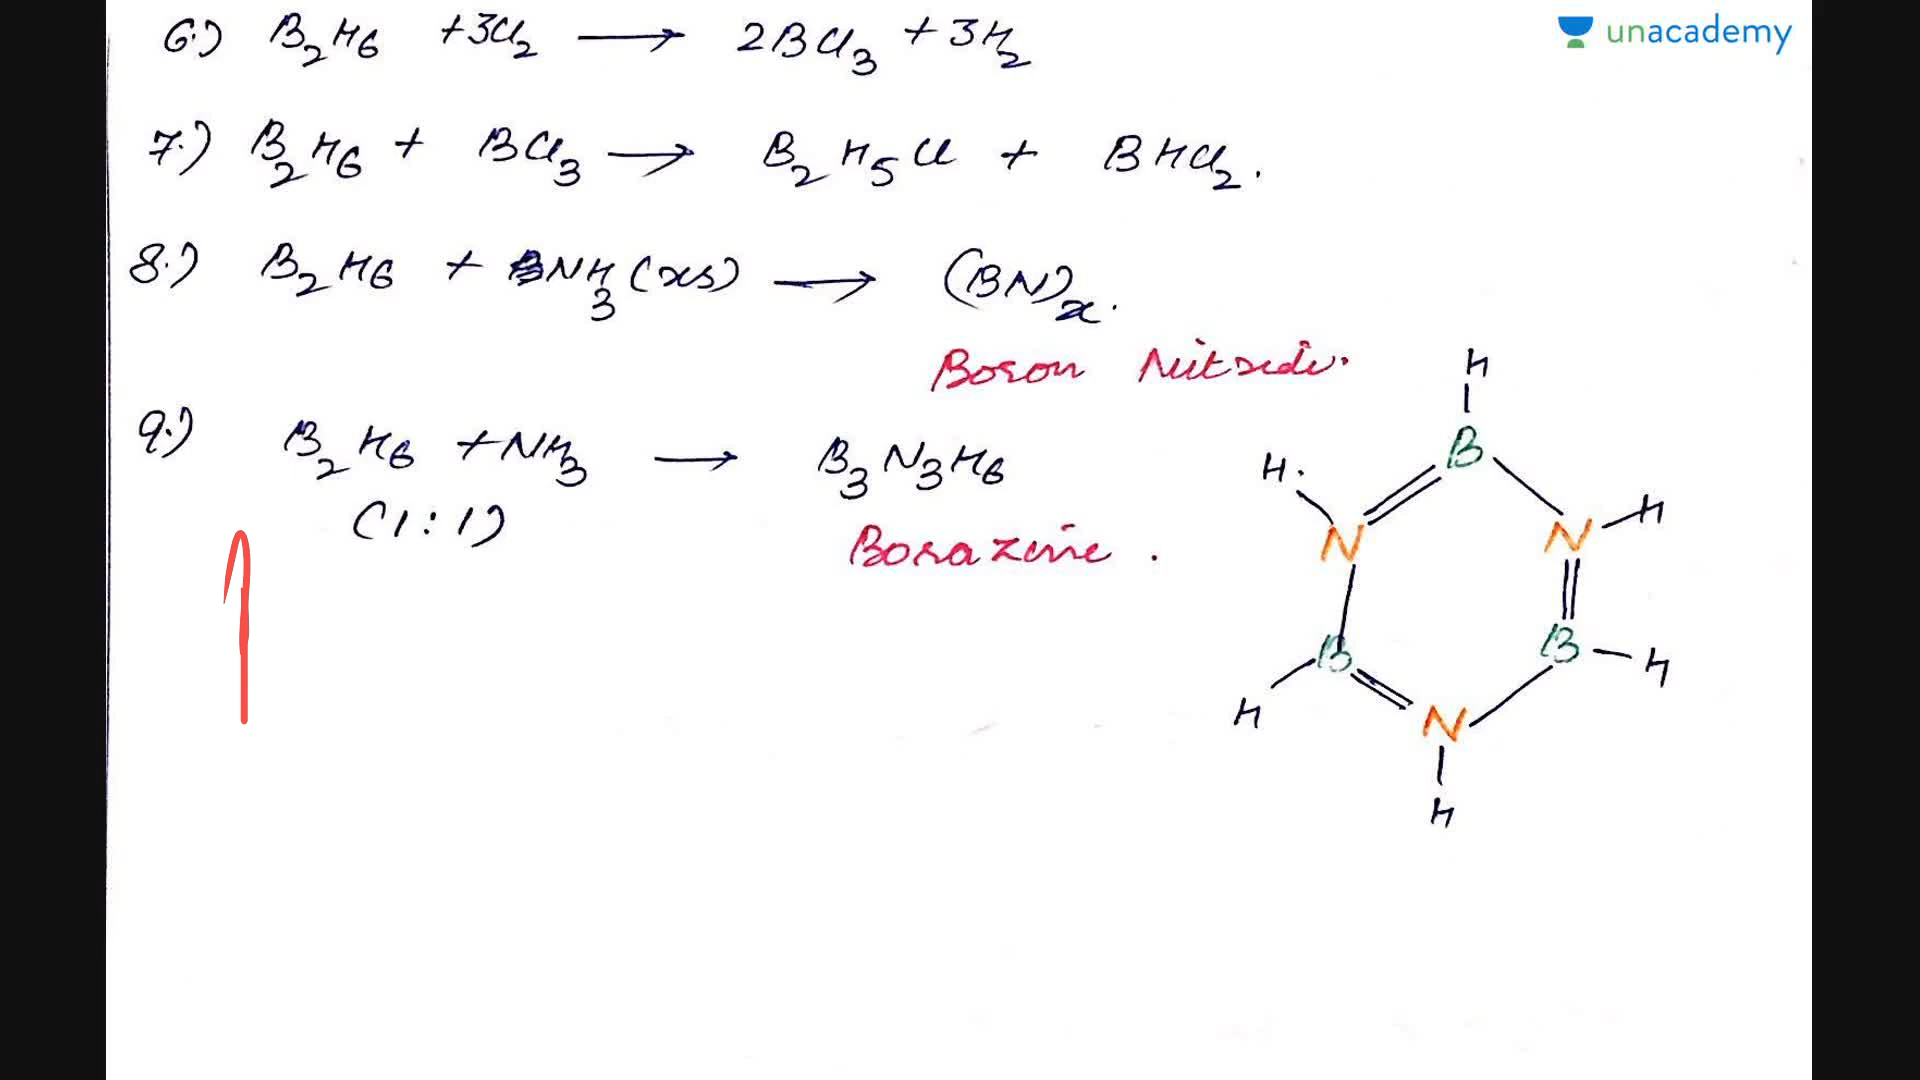 unacademy
6.) B2H6 + 3Cl2 → 2BCl3 + 3H2
7.) B2H6 + BCl3 → B2H5Cl + BHCl2.
8.) B2H6 + NH3 (xs) → (BN)x.
Boron Nitride.
9.) B2H6 + NH3 → B3N3H6
(1:1)
Borazine.
H
B
H.
N
N
H
B
B
H
H
N
H